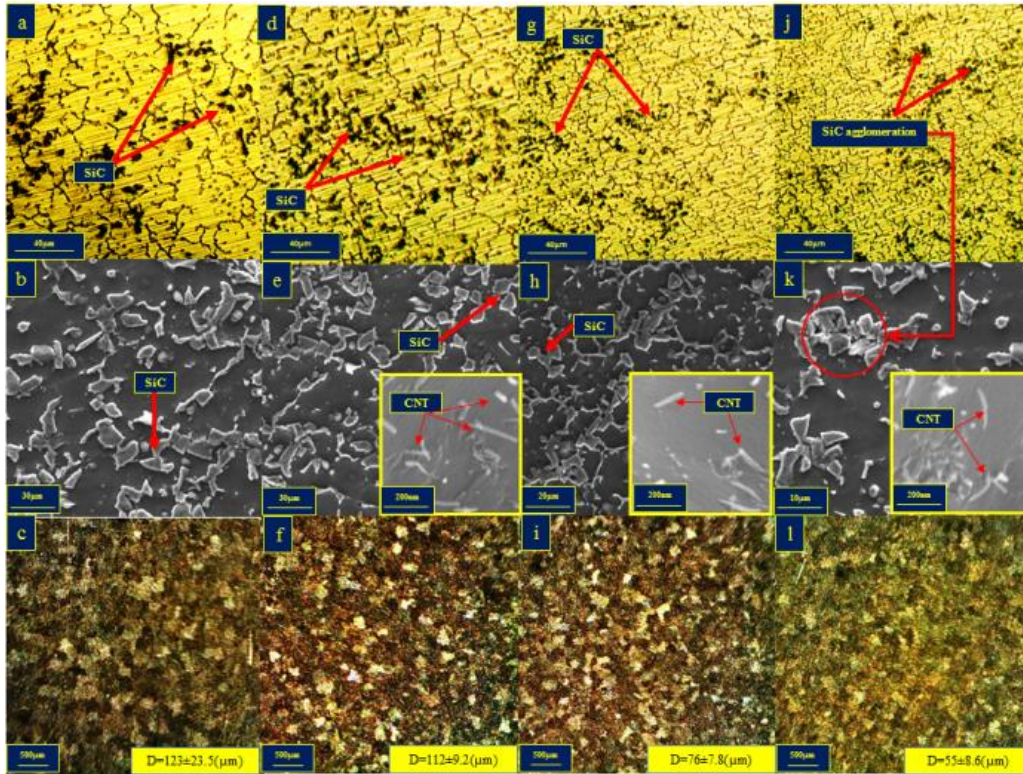 a
d
g
j
SiC
SiC
SiC
SiC agglomeration
40μm
40μm
40μm
40μm
b
e
h
k
SiC
SiC
SiC
CNT
CNT
CNT
30μm
30μm
200nm
20μm
200nm
10μm
200nm
c
f
i
l
500μm
D=123±23.5(μm)
500μm
D=112±9.2(μm)
500μm
D=76±7.8(μm)
500μm
D=55±8.6(μm)